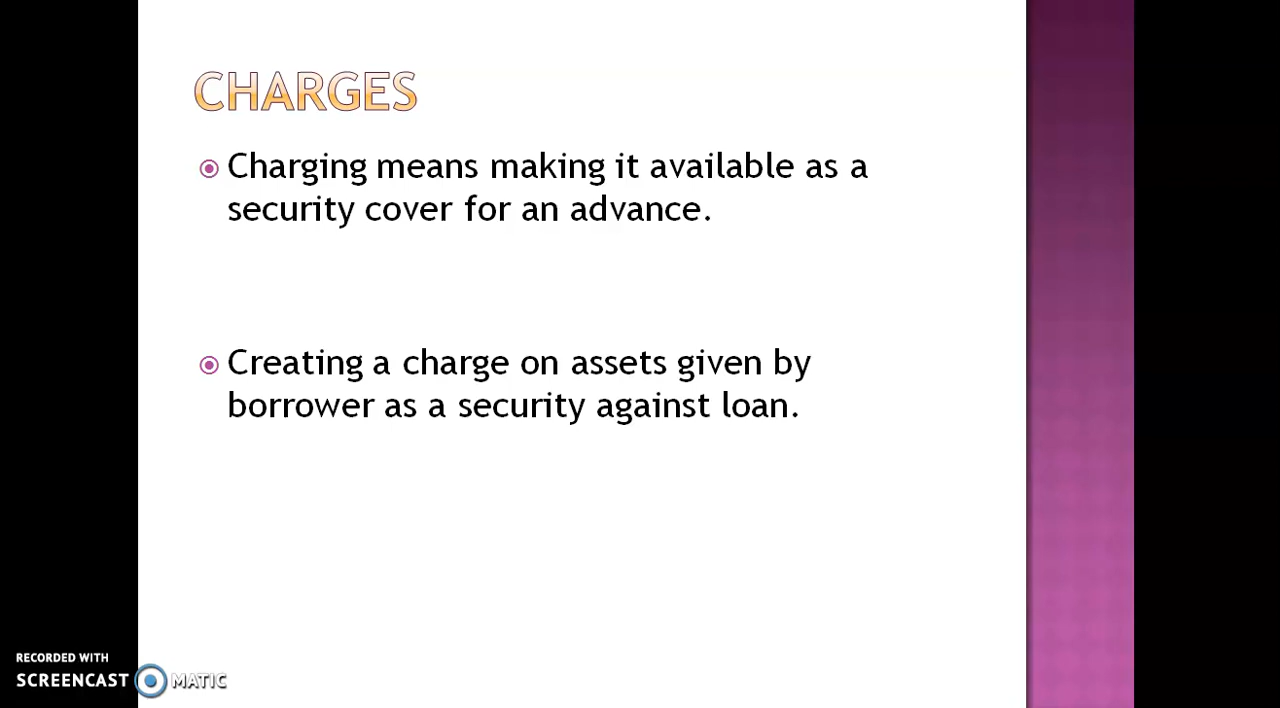 CHARGES
Charging means making it available as a
security cover for an advance.
Creating a charge on assets given by
borrower as a security against loan.
RECORDED WITH
SCREENCAST MATIC